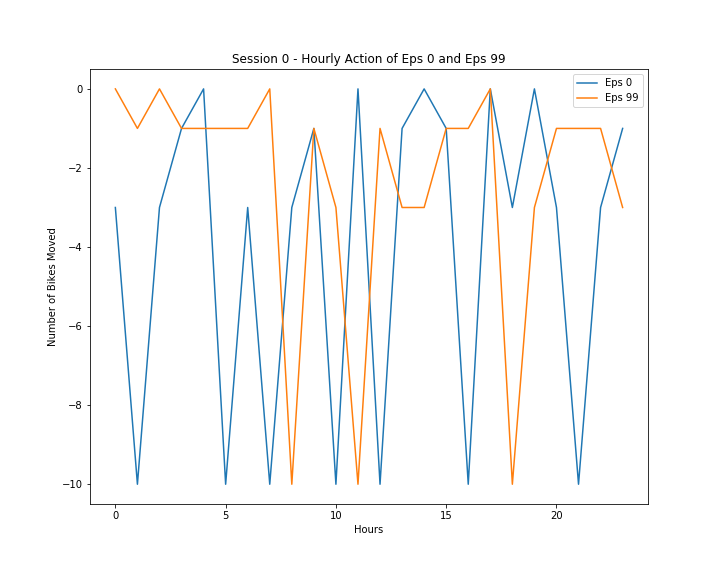 Session 0 - Hourly Action of Eps 0 and Eps 99
Eps 0
Eps 99
Number of Bikes Moved
0
−2
−4
−6
−8
−10
0 5 10 15 20
Hours